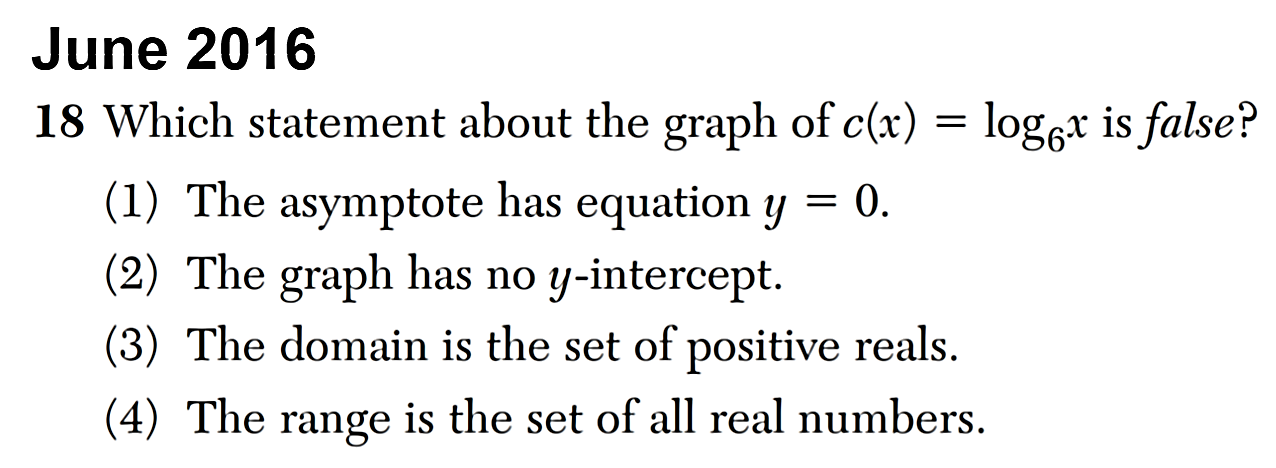 June 2016
18 Which statement about the graph of c(x) = log₆x is false?
(1) The asymptote has equation y = 0.
(2) The graph has no y-intercept.
(3) The domain is the set of positive reals.
(4) The range is the set of all real numbers.